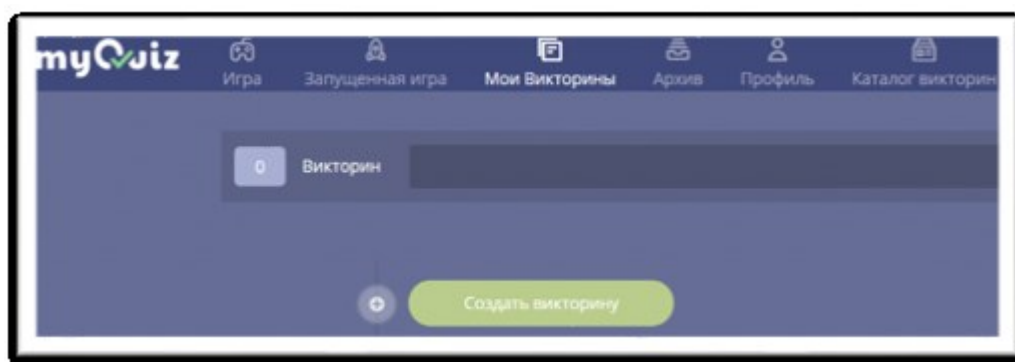 myQuiz
Игра Запущенная игра Мои Викторины Архив Профиль Каталог викторин
0 Викторин
Создать викторину